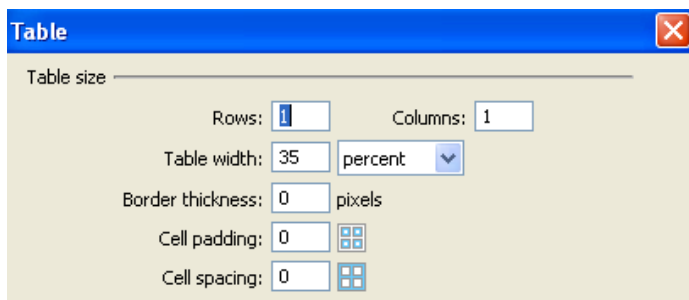 Table
Table size
Rows: 1 Columns: 1
Table width: 35 percent
Border thickness: 0 pixels
Cell padding: 0
Cell spacing: 0